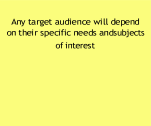 Any target audience will depend
on their specific needs andsubjects
of interest